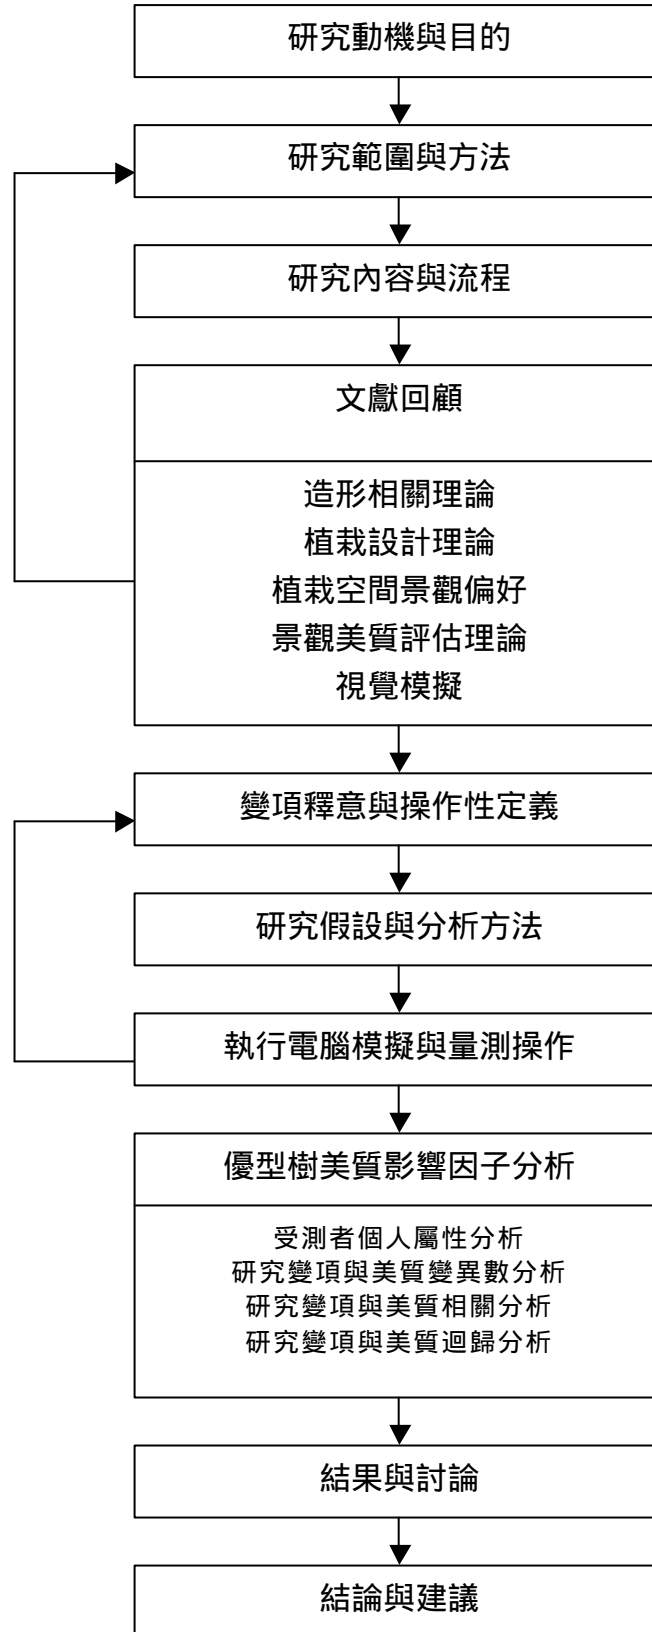 研究動機與目的
研究範圍與方法
研究內容與流程
文獻回顧
造形相關理論
植栽設計理論
植栽空間景觀偏好
景觀美質評估理論
視覺模擬
變項釋意與操作性定義
研究假設與分析方法
執行電腦模擬與量測操作
優型樹美質影響因子分析
受測者個人屬性分析
研究變項與美質變異數分析
研究變項與美質相關分析
研究變項與美質迴歸分析
結果與討論
結論與建議